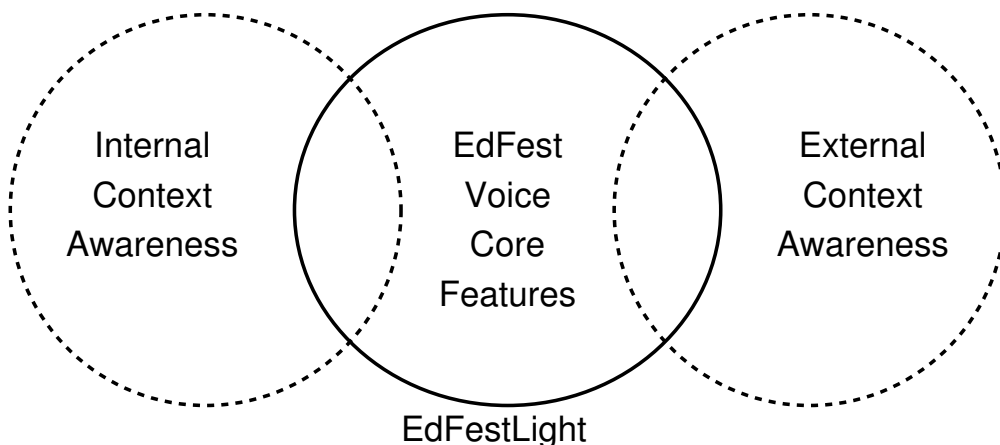 Internal
Context
Awareness
EdFest
Voice
Core
Features
External
Context
Awareness
EdFestLight